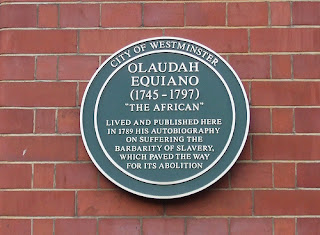 CITY OF WESTMINSTER
OLAUDAH
EQUIANO
(1745-1797)
"THE AFRICAN"
LIVED AND PUBLISHED HERE
IN 1789 HIS AUTOBIOGRAPHY
ON SUFFERING THE
BARBARITY OF SLAVERY,
WHICH PAVED THE WAY
FOR ITS ABOLITION